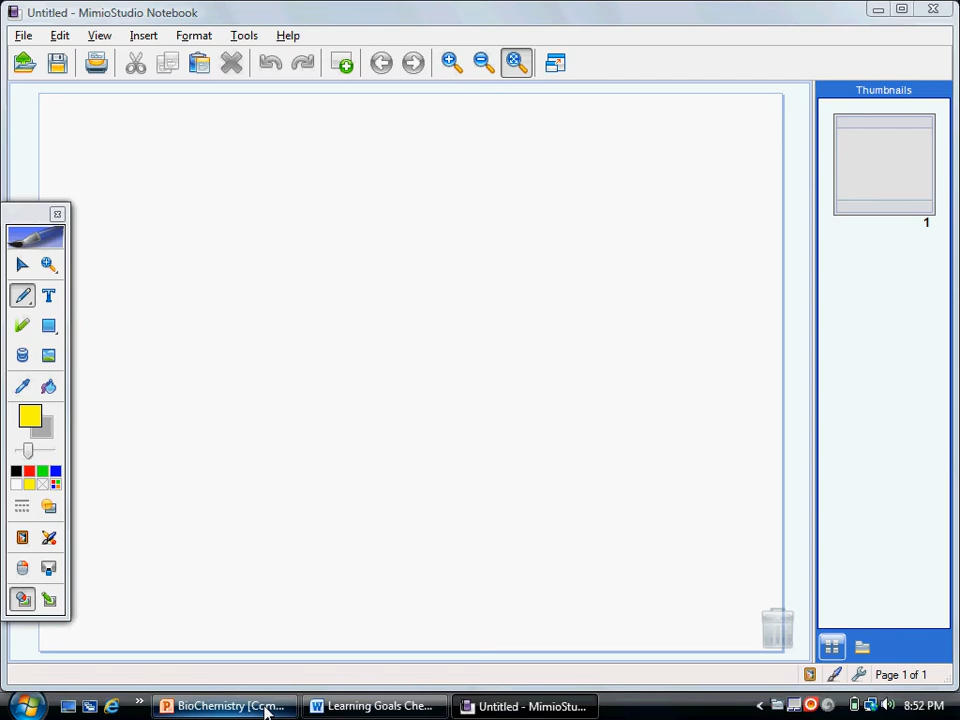 Untitled - MimioStudio Notebook
File Edit View Insert Format Tools Help
Thumbnails
1
T
Page 1 of 1
BioChemistry [Com... Learning Goals Che... Untitled - MimioStu... 8:52 PM